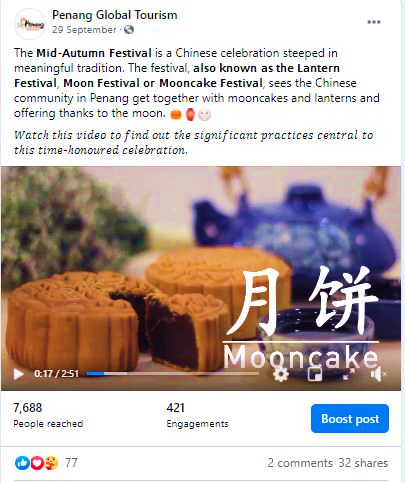 Penang Global Tourism
29 September ·
The Mid-Autumn Festival is a Chinese celebration steeped in
meaningful tradition. The festival, also known as the Lantern
Festival, Moon Festival or Mooncake Festival, sees the Chinese
community in Penang get together with mooncakes and lanterns and
offering thanks to the moon.
Watch this video to find out the significant practices central to
this time-honoured celebration.
月饼
Mooncake
0:17 / 2:51
7,688 421
People reached Engagements Boost post
77 2 comments 32 shares